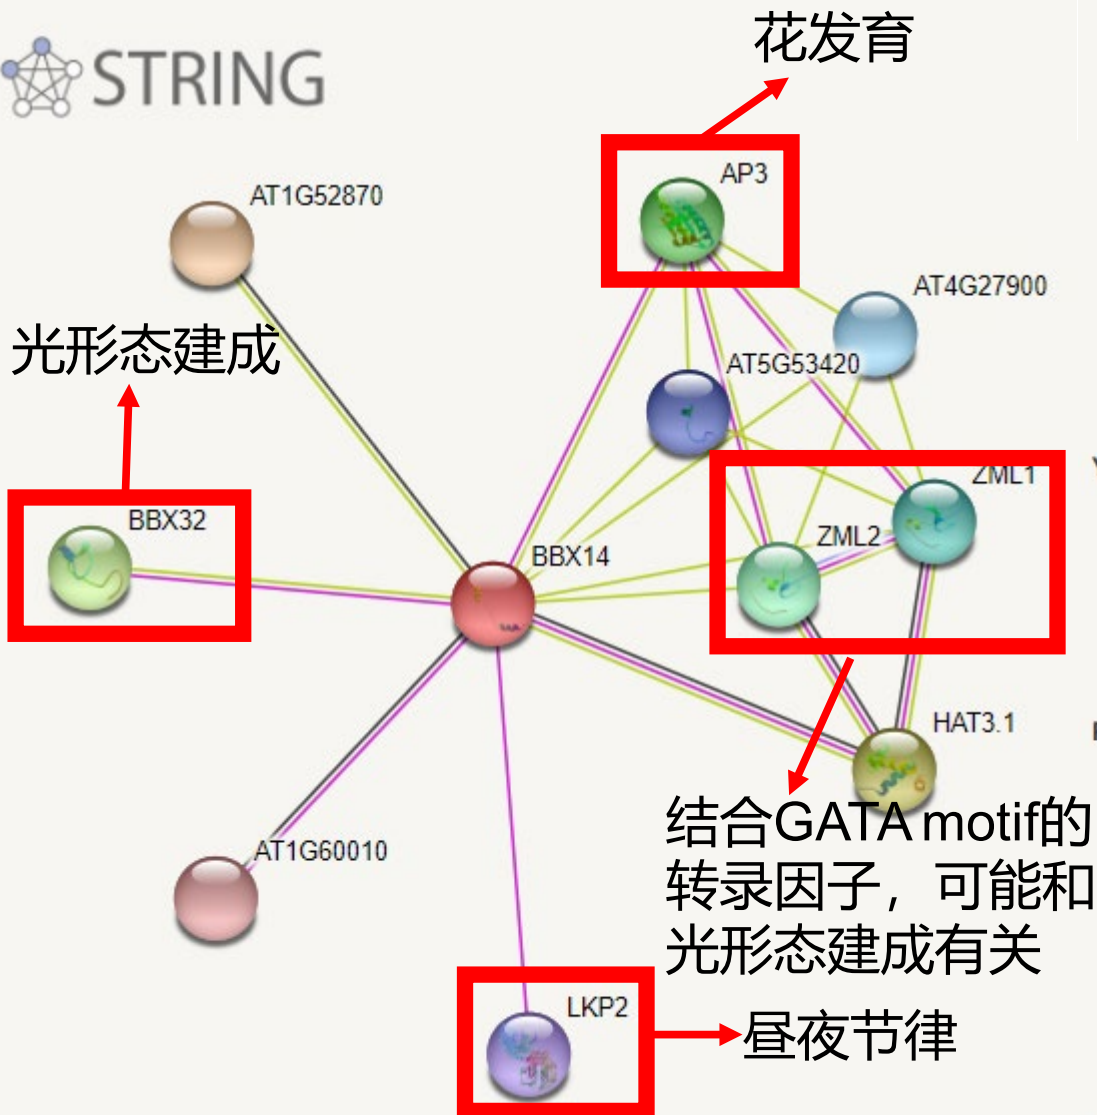 花发育
STRING
AP3
AT1G52870
AT4G27900
光形态建成
AT5G53420
ZML1
BBX32
ZML2
BBX14
HAT3.1
结合GATA motif的
转录因子，可能和
光形态建成有关
AT1G60010
LKP2
昼夜节律